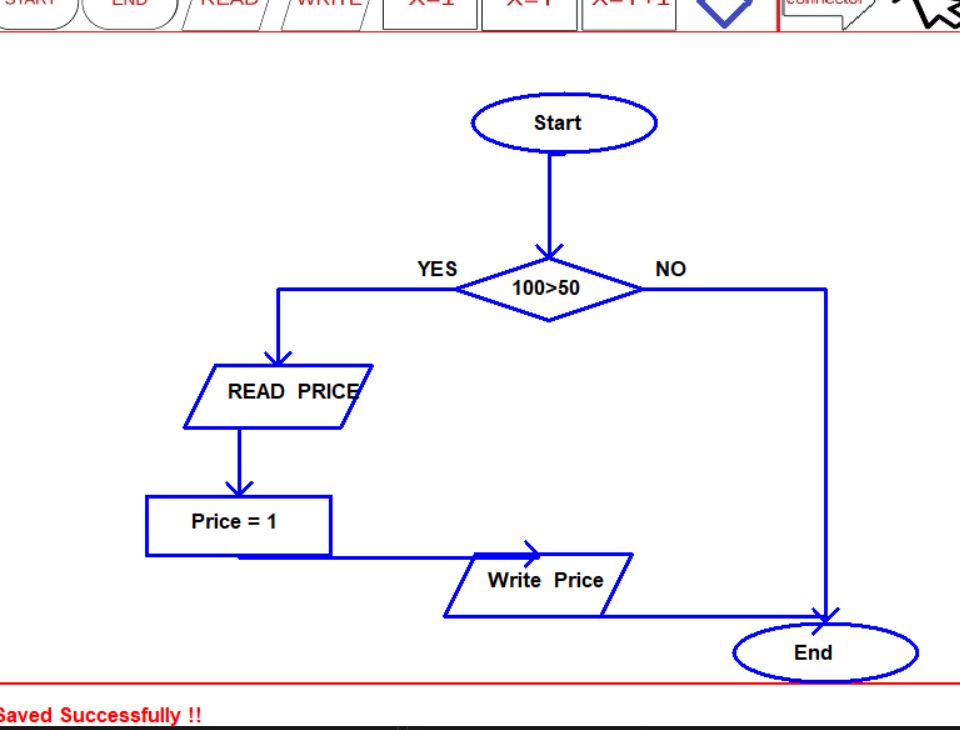 START END READ WRITE X=1 X=Y X=Y+1 connector
Start
YES NO
100>50
READ PRICE
Price = 1
Write Price
End
Saved Successfully !!